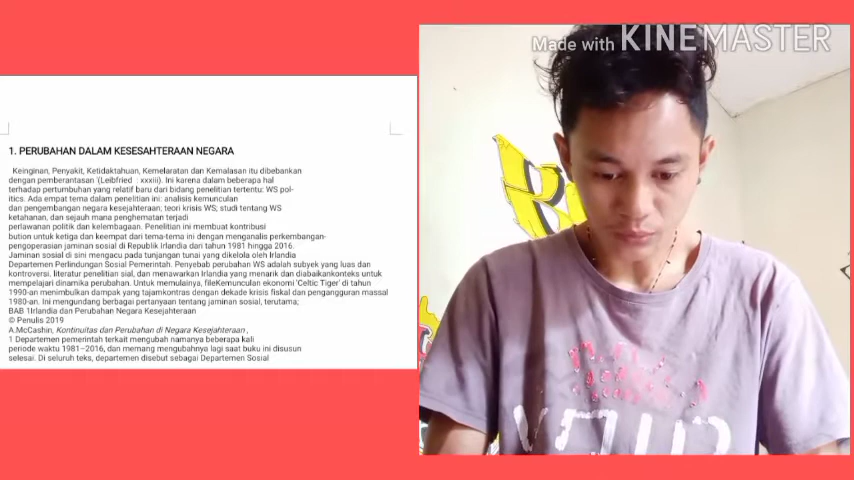 Made with KINEMASTER
1. PERUBAHAN DALAM KESESAHTERAAN NEGARA
Keinginan, Penyakit, Ketidaktahuan, Kemelaratan dan Kemalasan itu dibebankan
dengan pemberantasan '(Leibfried : xxxiii). Ini karena dalam beberapa hal
terhadap pertumbuhan yang relatif baru dari bidang penelitian tertentu: WS pol-
itics. Ada empat tema dalam penelitian ini: analisis kemunculan
dan pengembangan negara kesejahteraan; teori krisis WS; studi tentang WS
ketahanan, dan sejauh mana penghematan terjadi
perlawanan politik dan kelembagaan. Penelitian ini membuat kontribusi
bution untuk ketiga dan keempat dari tema-tema ini dengan menganalis perkembangan-
pengoperasian jaminan sosial di Republik Irlandia dari tahun 1981 hingga 2016.
Jaminan sosial di sini mengacu pada tunjangan tunai yang dikelola oleh Irlandia
Departemen Perlindungan Sosial Pemerintah. Penyebab perubahan WS adalah subyek yang luas dan
kontroversi. literatur penelitian sial, dan menawarkan Irlandia yang menarik dan diabaikankonteks untuk
mempelajari dinamika perubahan. Untuk memulainya, fileKemunculan ekonomi 'Celtic Tiger' di tahun
1990-an menimbulkan dampak yang tajamkontras dengan dekade krisis fiskal dan pengangguran massal
1980-an. Ini mengundang berbagai pertanyaan tentang jaminan sosial, terutama;
BAB 1Irlandia dan Perubahan Negara Kesejahteraan
© Penulis 2019
A.McCashin, Kontinuitas dan Perubahan di Negara Kesejahteraan ,
1 Departemen pemerintah terkait mengubah namanya beberapa kali
periode waktu 1981–2016, dan memang mengubahnya lagi saat buku ini disusun
selesai. Di seluruh teks, departemen disebut sebagai Departemen Sosial